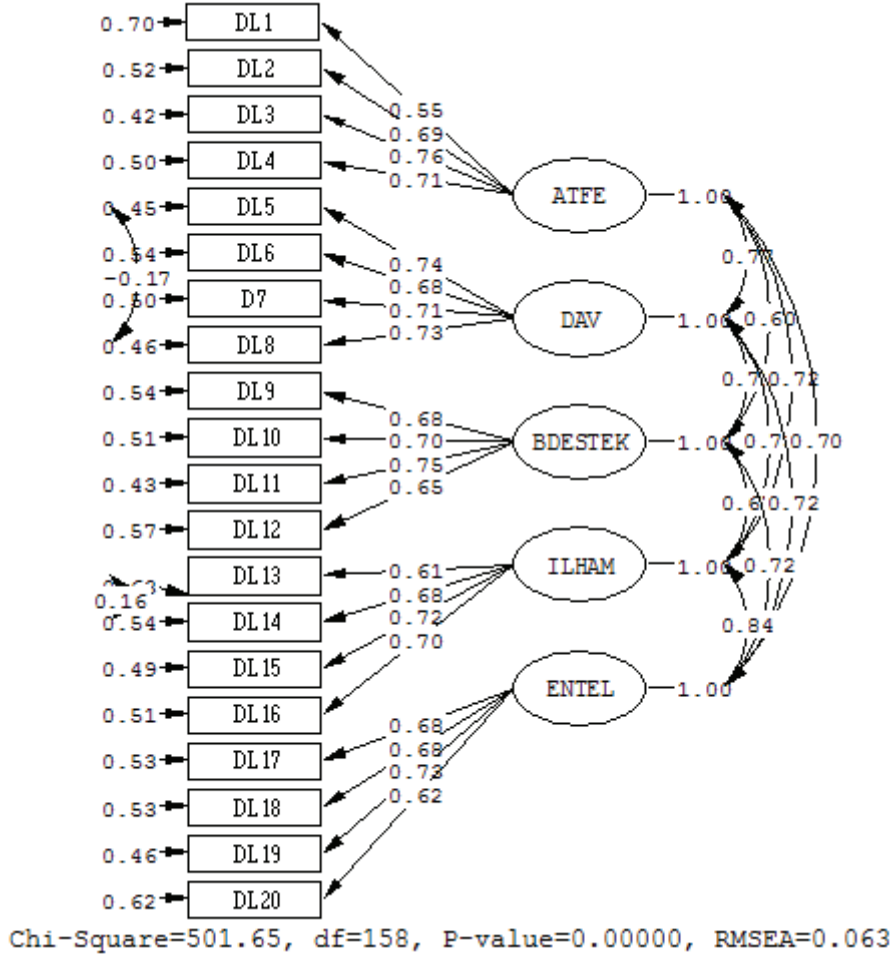 0.70 DL1
0.52 DL2
0.42 DL3 0.55
0.50 DL4 0.69
0.76
0.71 ATFE 1.00
0.45 DL5
0.54 DL6 0.74 0.77
-0.17 0.68
0.50 D7 0.71 DAV 1.00 0.60
0.46 DL8 0.73
0.54 DL9 0.72
0.68
0.51 DL10 0.70 BDESTEK 1.00 0.70
0.43 DL11 0.75
0.65 0.72
0.57 DL12
DL13 0.61 ILHAM 1.00 0.72
0.16 0.68
0.54 DL14 0.72 0.84
0.49 DL15 0.70
0.51 DL16 ENTEL 1.00
0.53 DL17 0.68
0.68
0.53 DL18 0.73
0.46 DL19 0.62
0.62 DL20
Chi-Square=501.65, df=158, P-value=0.00000, RMSEA=0.063